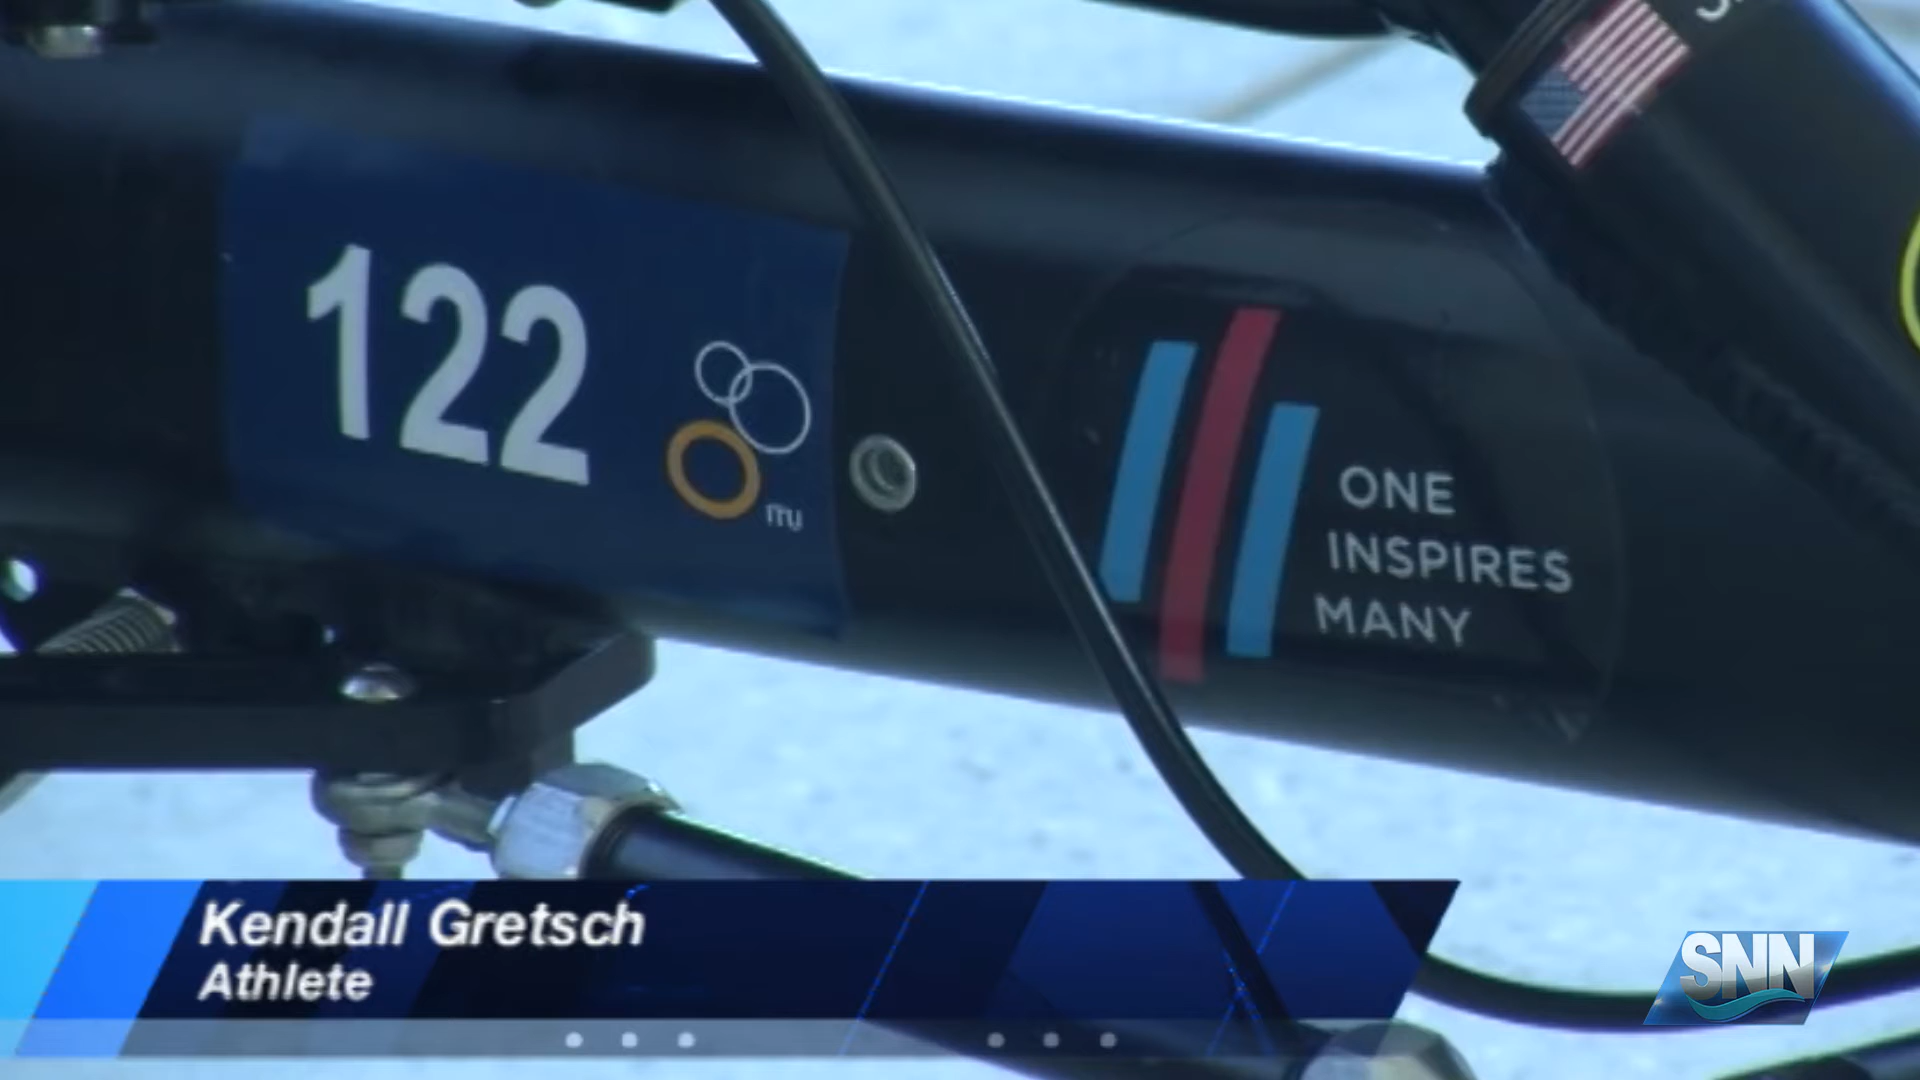 122
ITU
ONE
INSPIRES
MANY
Kendall Gretsch
Athlete
SNN